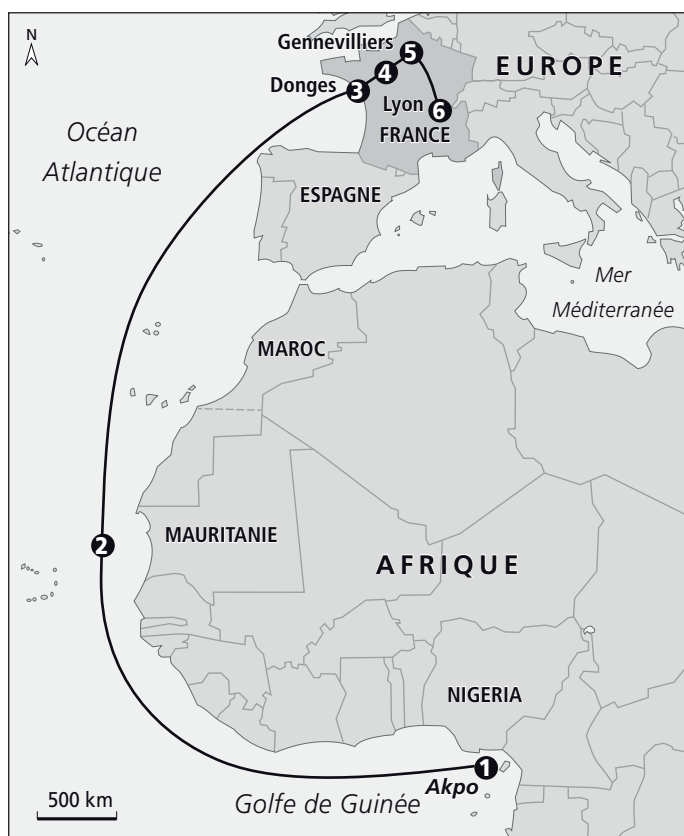 N
Gennevilliers
5
EUROPE
4
Donges
3
Lyon
6
FRANCE
Océan
Atlantique
ESPAGNE
Mer
Méditerranée
MAROC
2
MAURITANIE
AFRIQUE
NIGERIA
1
Akpo
500 km
Golfe de Guinée